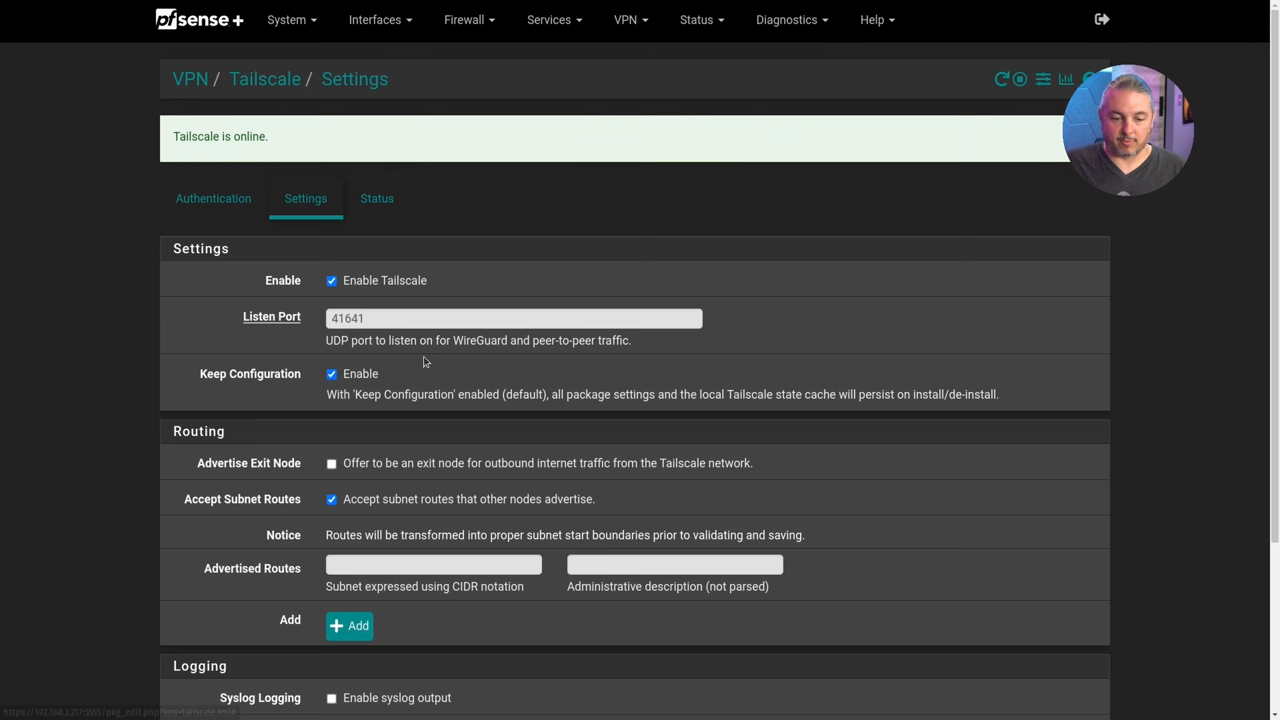 pfsense+ System Interfaces Firewall Services VPN Status Diagnostics Help
VPN / Tailscale / Settings
Tailscale is online.
Authentication Settings Status
Settings
Enable Enable Tailscale
Listen Port 41641
UDP port to listen on for WireGuard and peer-to-peer traffic.
Keep Configuration Enable
With 'Keep Configuration' enabled (default), all package settings and the local Tailscale state cache will persist on install/de-install.
Routing
Advertise Exit Node Offer to be an exit node for outbound internet traffic from the Tailscale network.
Accept Subnet Routes Accept subnet routes that other nodes advertise.
Notice Routes will be transformed into proper subnet start boundaries prior to validating and saving.
Advertised Routes
Subnet expressed using CIDR notation Administrative description (not parsed)
Add Add
Logging
Syslog Logging Enable syslog output